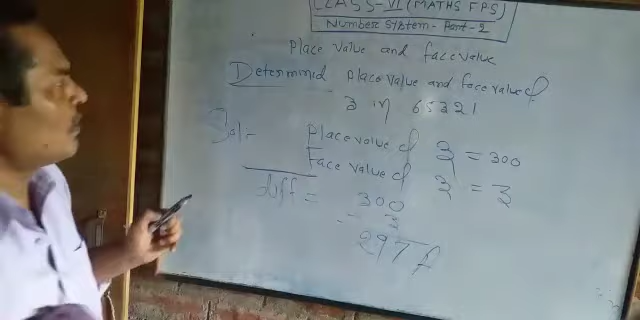 CLASS-VI (MATHS FPS)
Number System- Part-2
Place value and face value
Determined place value and face value of
3 in 65321
Sol- Place value of 3 = 300
Face value of 3 = 3
diff = 300
- 3
297